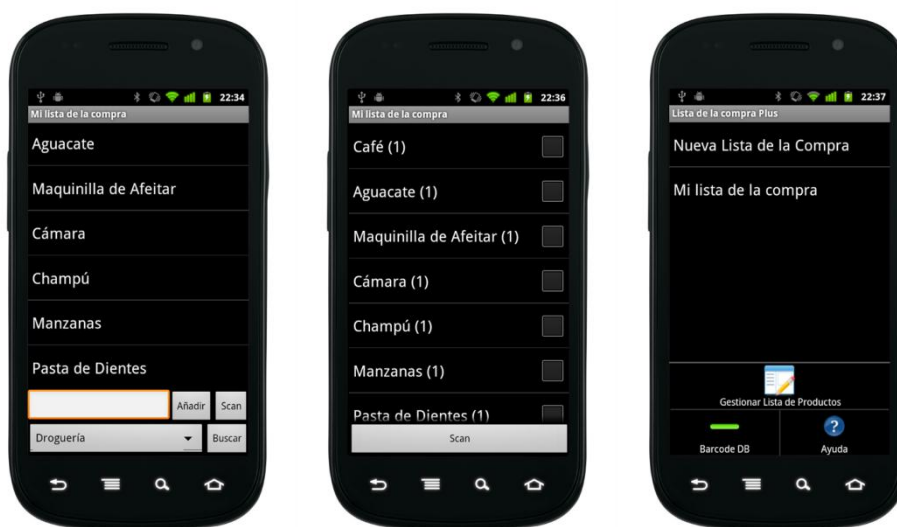 22:34
Mi lista de la compra
Aguacate
Maquinilla de Afeitar
Cámara
Champú
Manzanas
Pasta de Dientes
Añadir Scan
Droguería Buscar
22:36
Mi lista de la compra
Café (1)
Aguacate (1)
Maquinilla de Afeitar (1)
Cámara (1)
Champú (1)
Manzanas (1)
Pasta de Dientes (1)
Scan
22:37
Lista de la compra Plus
Nueva Lista de la Compra
Mi lista de la compra
Gestionar Lista de Productos
Barcode DB Ayuda